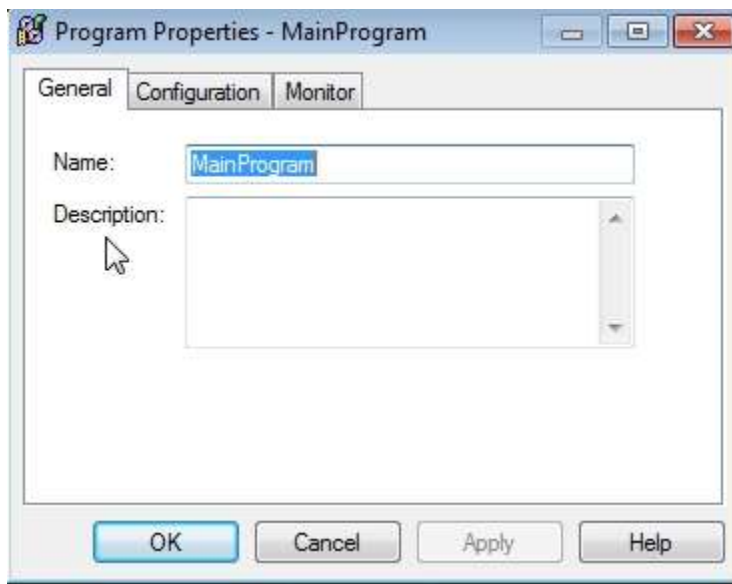 Program Properties - MainProgram
General Configuration Monitor
Name: MainProgram
Description:
OK Cancel Apply Help